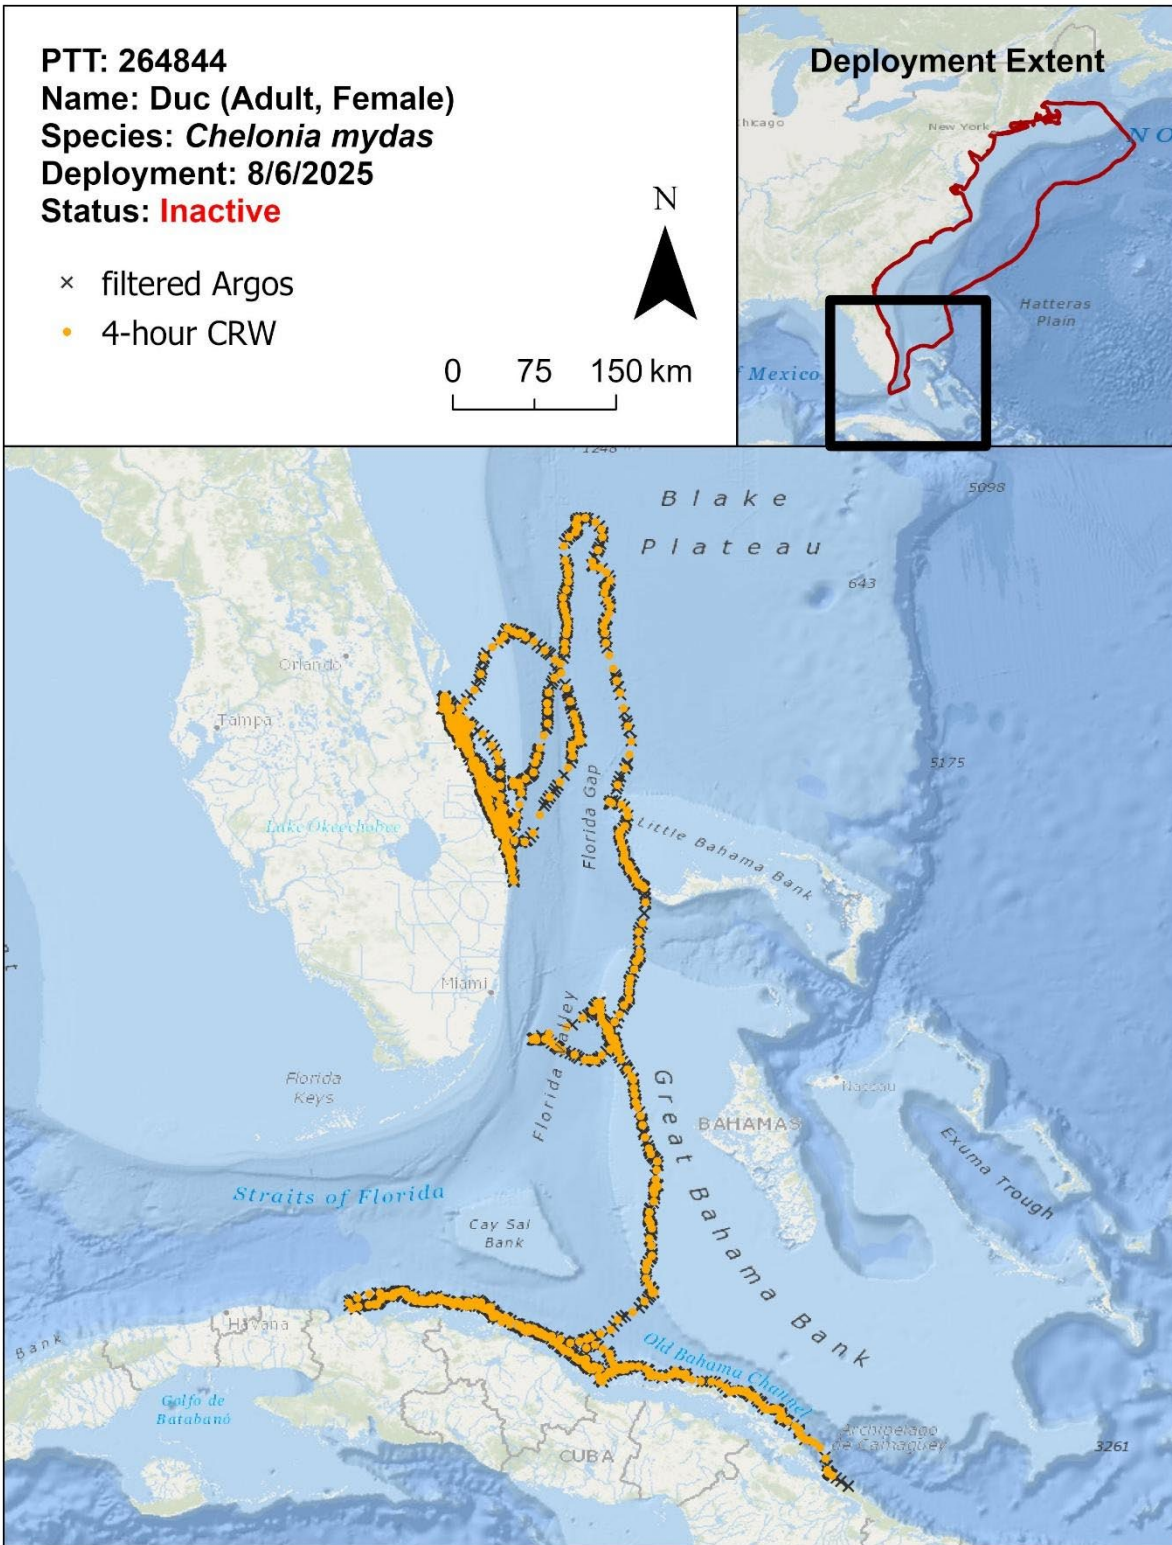 PTT: 264844
Name: Duc (Adult, Female)
Species: Chelonia mydas
Deployment: 8/6/2025
Status: Inactive
× filtered Argos
• 4-hour CRW
N
0 75 150 km
Deployment Extent
hicago
New York
N O
Hatteras
Plain
Mexico
1248
Blake
Plateau
5098
643
Orlando
Tampa
5175
Florida Gap
Lake Okeechobee
Little Bahama Bank
Miami
Florida Valley
Florida
Keys
Nassau
BAHAMAS
Great Bahama Bank
Exuma Trough
Straits of Florida
Cay Sal
Bank
Havana
Bank
Old Bahama Channel
Golfo de
Batabanó
Archipelago
de Camagüey
CUBA
3261